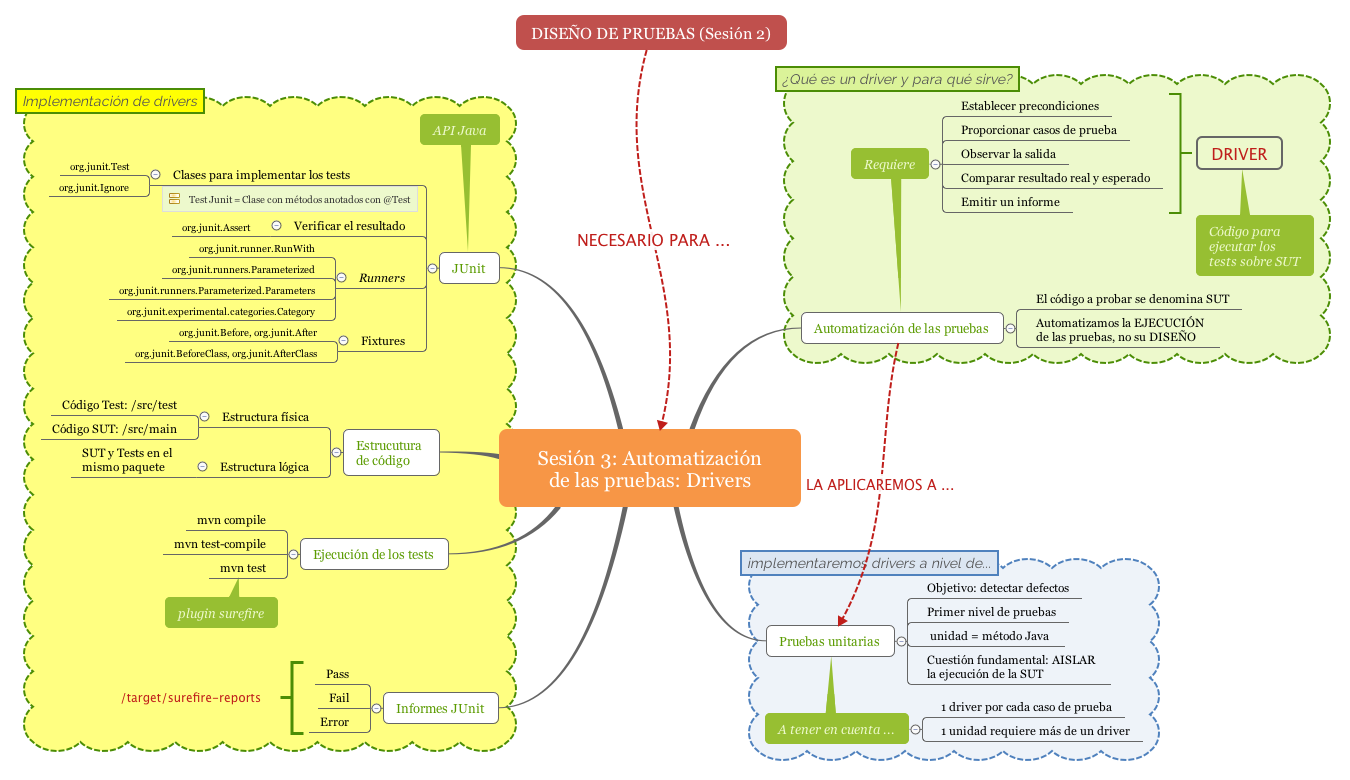 DISEÑO DE PRUEBAS (Sesión 2)
NECESARIO PARA ...
Sesión 3: Automatización
de las pruebas: Drivers
Implementación de drivers
API Java
JUnit
Clases para implementar los tests
org.junit.Test
org.junit.Ignore
Test Junit = Clase con métodos anotados con @Test
Verificar el resultado
org.junit.Assert
Runners
org.junit.runner.RunWith
org.junit.runners.Parameterized
org.junit.runners.Parameterized.Parameters
org.junit.experimental.categories.Category
Fixtures
org.junit.Before, org.junit.After
org.junit.BeforeClass, org.junit.AfterClass
Estrucutura
de código
Estructura física
Código Test: /src/test
Código SUT: /src/main
Estructura lógica
SUT y Tests en el
mismo paquete
Ejecución de los tests
mvn compile
mvn test-compile
mvn test
plugin surefire
Informes JUnit
Pass
Fail
Error
/target/surefire-reports
¿Qué es un driver y para qué sirve?
Requiere
Establecer precondiciones
Proporcionar casos de prueba
Observar la salida
Comparar resultado real y esperado
Emitir un informe
DRIVER
Código para
ejecutar los
tests sobre SUT
Automatización de las pruebas
El código a probar se denomina SUT
Automatizamos la EJECUCIÓN
de las pruebas, no su DISEÑO
LA APLICAREMOS A ...
implementaremos drivers a nivel de...
Pruebas unitarias
Objetivo: detectar defectos
Primer nivel de pruebas
unidad = método Java
Cuestión fundamental: AISLAR
la ejecución de la SUT
A tener en cuenta ...
1 driver por cada caso de prueba
1 unidad requiere más de un driver